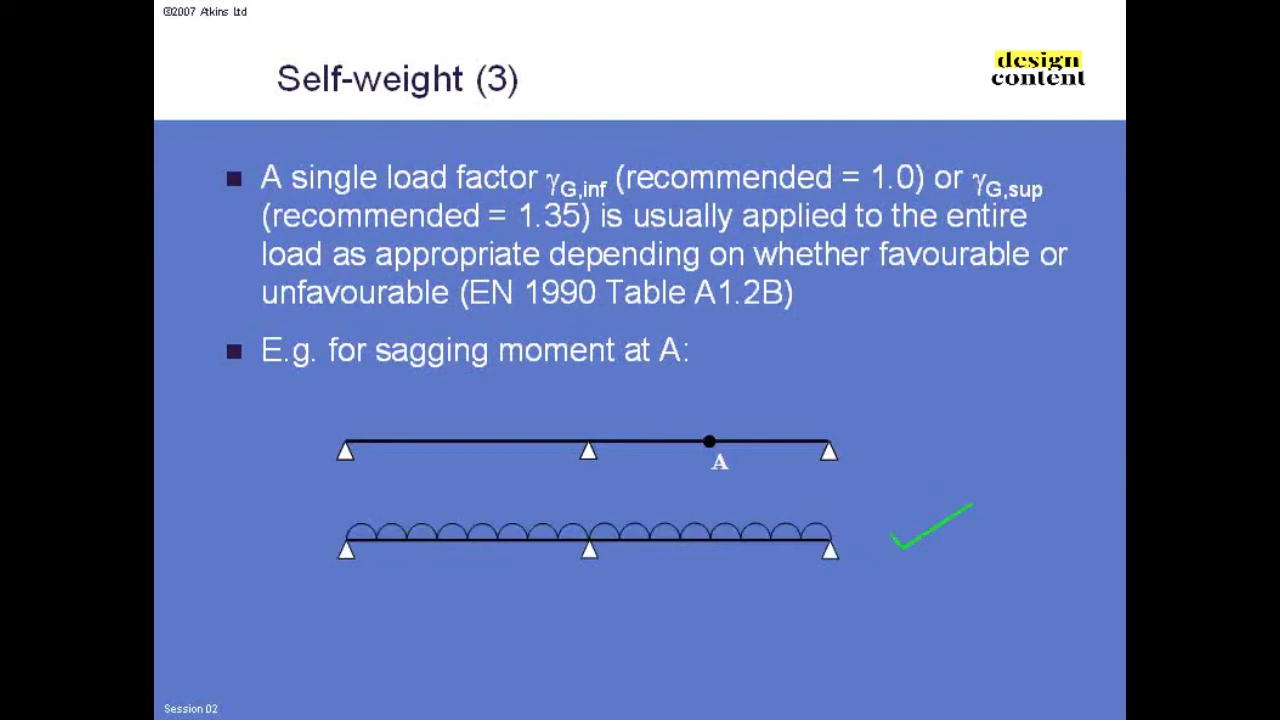 ©2007 Atkins Ltd
Self-weight (3)
design
content
A single load factor γG,inf (recommended = 1.0) or γG,sup
(recommended = 1.35) is usually applied to the entire
load as appropriate depending on whether favourable or
unfavourable (EN 1990 Table A1.2B)
E.g. for sagging moment at A:
A
Session 02